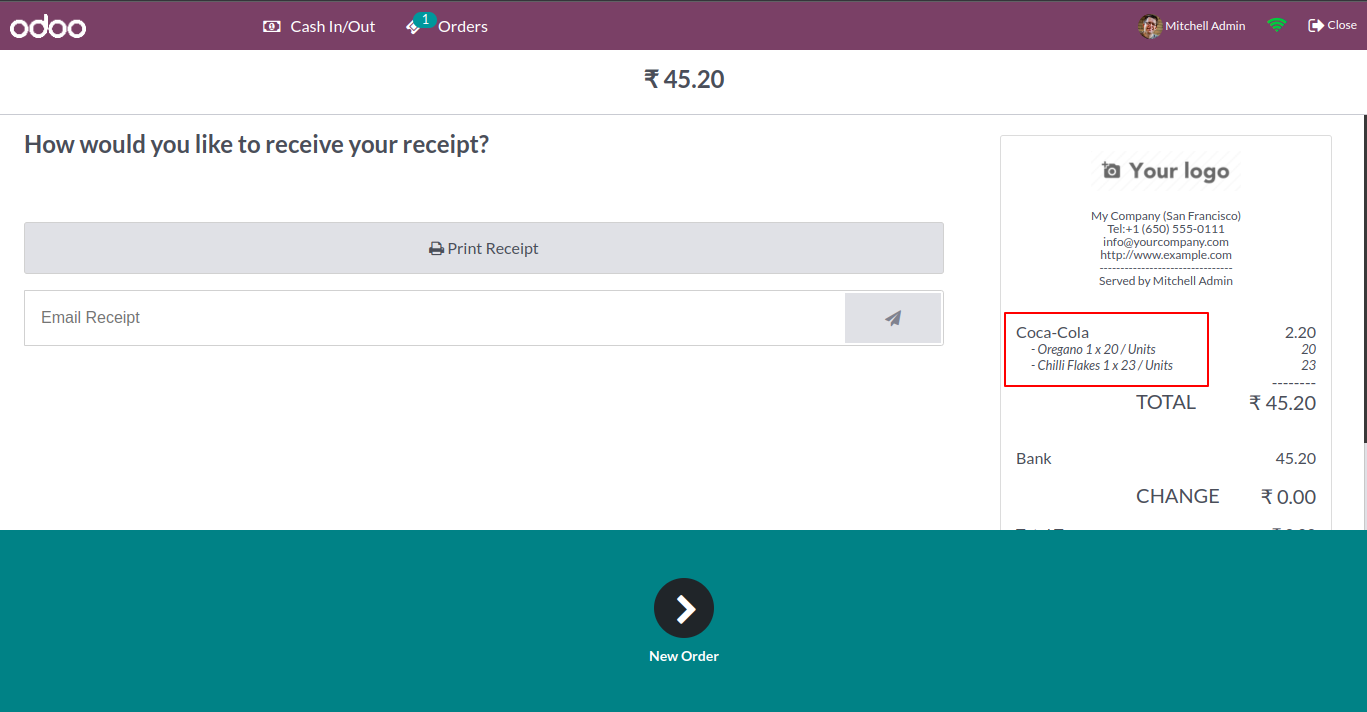 odoo Cash In/Out 1 Orders Mitchell Admin Close
₹ 45.20
How would you like to receive your receipt?
Print Receipt
Email Receipt
Your logo
My Company (San Francisco)
Tel:+1 (650) 555-0111
info@yourcompany.com
http://www.example.com
--------------------------------
Served by Mitchell Admin
Coca-Cola 2.20
- Oregano 1 x 20 / Units 20
- Chilli Flakes 1 x 23 / Units 23
--------
TOTAL ₹ 45.20
Bank 45.20
CHANGE ₹ 0.00
New Order